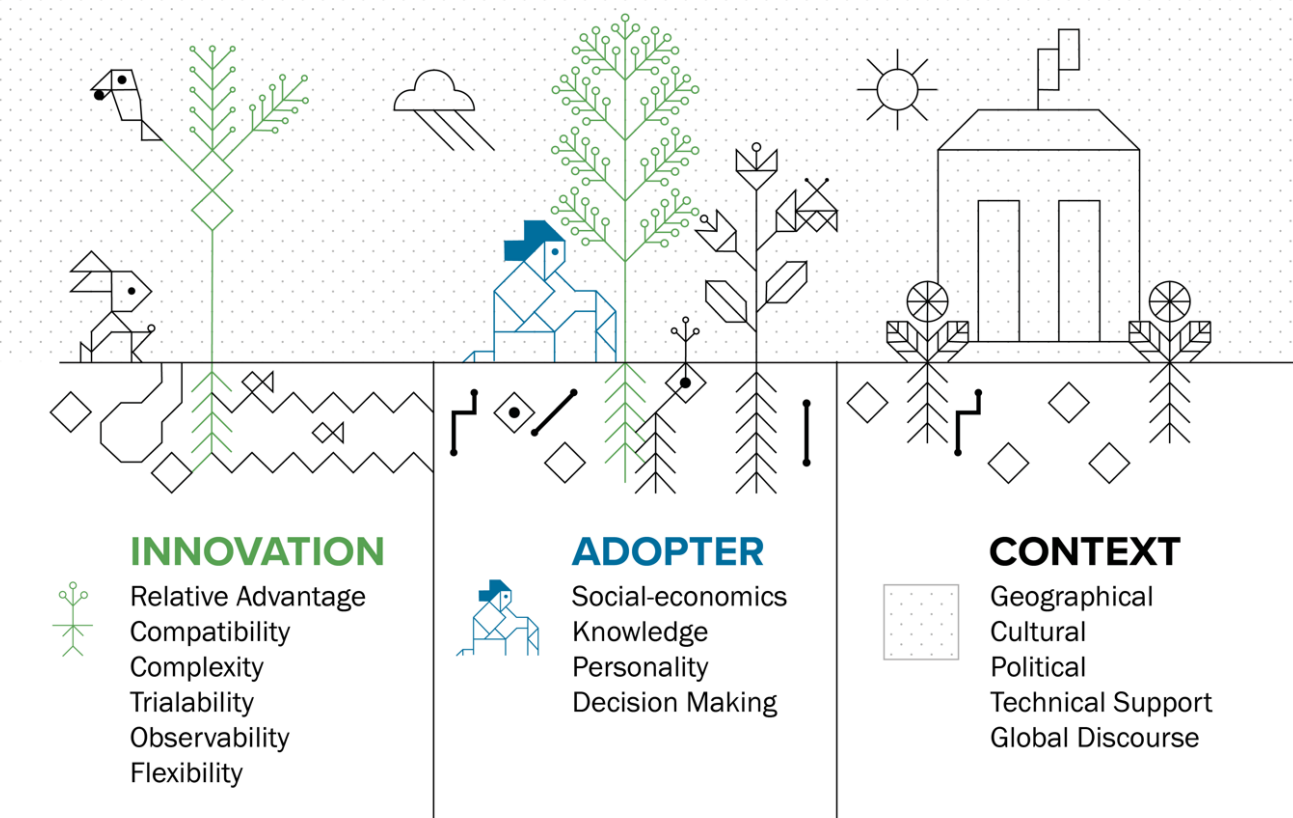 INNOVATION
Relative Advantage
Compatibility
Complexity
Trialability
Observability
Flexibility
ADOPTER
Social-economics
Knowledge
Personality
Decision Making
CONTEXT
Geographical
Cultural
Political
Technical Support
Global Discourse